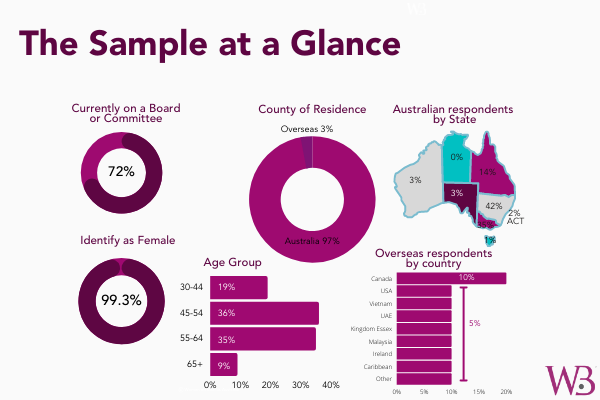 The Sample at a Glance
Currently on a Board
or Committee
72%
County of Residence
Overseas 3%
Australia 97%
Australian respondents
by State
0%
14%
3%
3%
42%
2%
ACT
1%
Identify as Female
99.3%
Age Group
30-44
19%
45-54
36%
55-64
35%
65+
9%
0% 10% 20% 30% 40%
Overseas respondents
by country
Canada
10%
USA
Vietnam
UAE
Kingdom Essex
Malaysia
Ireland
Caribbean
Other
5%
0% 5% 10% 15% 20%
WB